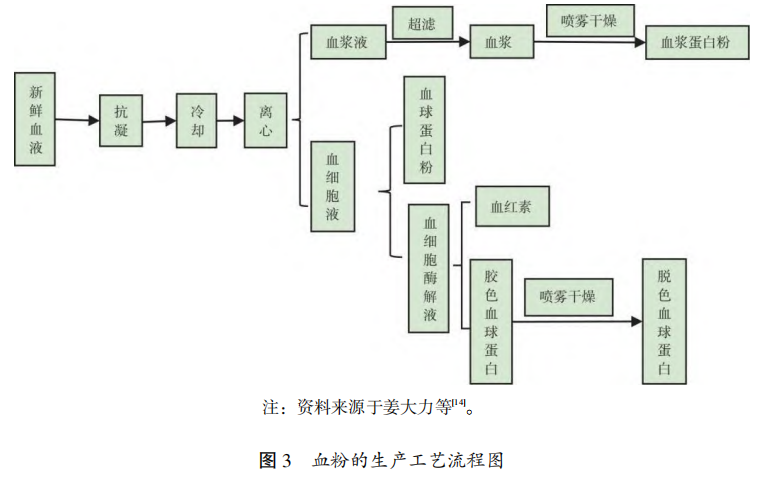 新鲜血液
抗凝
冷却
离心
血浆液
超滤
血浆
喷雾干燥
血浆蛋白粉
血细胞液
血球蛋白粉
血细胞酶解液
血红素
胶色血球蛋白
喷雾干燥
脱色血球蛋白
注：资料来源于姜大力等[14]。
图3 血粉的生产工艺流程图